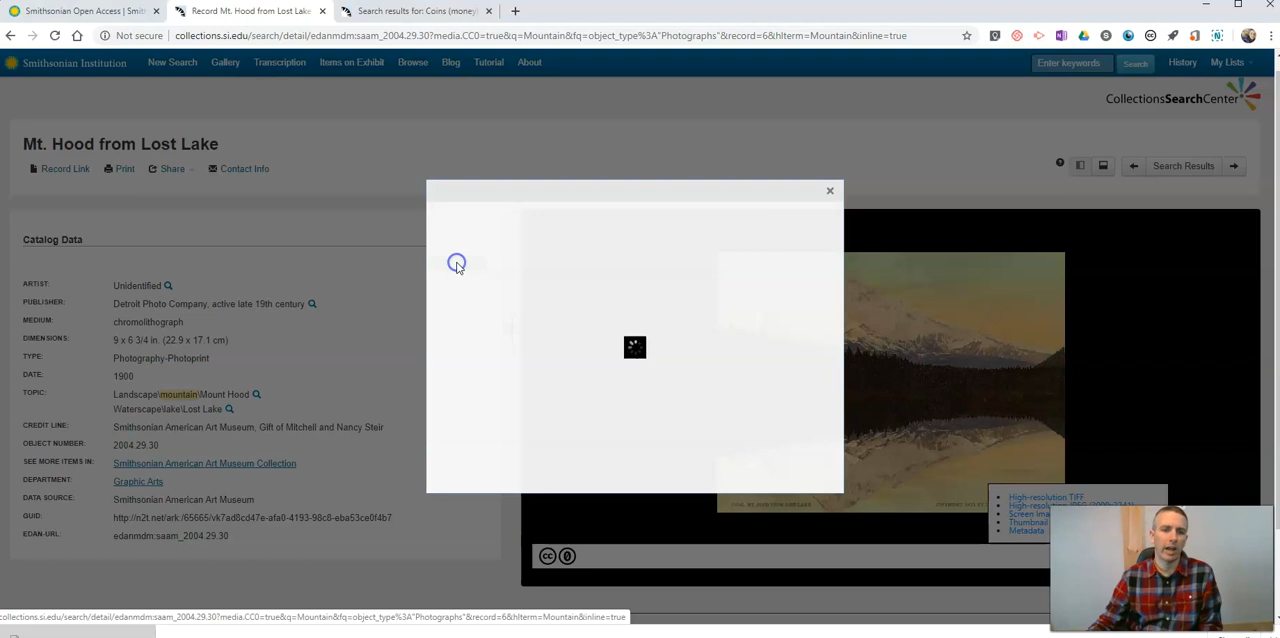 Smithsonian Open Access | Smith
Record Mt. Hood from Lost Lake
Search results for: Coins (money)
Not secure | collections.si.edu/search/detail/edanmdm:saam_2004.29.30?media.CC0=true&q=Mountain&fq=object_type%3A"Photographs"&record=6&hlterm=Mountain&inline=true
Smithsonian Institution New Search Gallery Transcription Items on Exhibit Browse Blog Tutorial About Enter keywords Search History My Lists
CollectionsSearchCenter
Mt. Hood from Lost Lake
Record Link Print Share Contact Info
Search Results
Catalog Data
ARTIST: Unidentified
PUBLISHER: Detroit Photo Company, active late 19th century
MEDIUM: chromolithograph
DIMENSIONS: 9 x 6 3/4 in. (22.9 x 17.1 cm)
TYPE: Photography-Photoprint
DATE: 1900
TOPIC: Landscape\mountain\Mount Hood
Waterscape\lake\Lost Lake
CREDIT LINE: Smithsonian American Art Museum, Gift of Mitchell and Nancy Steir
OBJECT NUMBER: 2004.29.30
SEE MORE ITEMS IN: Smithsonian American Art Museum Collection
DEPARTMENT: Graphic Arts
DATA SOURCE: Smithsonian American Art Museum
GUID: http://n2t.net/ark:/65665/vk7ad8cd47e-afa0-4193-98c8-eba53ce0f4b7
EDAN-URL: edanmdm:saam_2004.29.30
High-resolution TIFF
High-resolution JPEG
Screen Ima
Thumbnail
Metadata
cc 0
collections.si.edu/search/detail/edanmdm:saam_2004.29.30?media.CC0=true&q=Mountain&fq=object_type%3A"Photographs"&record=6&hlterm=Mountain&inline=true